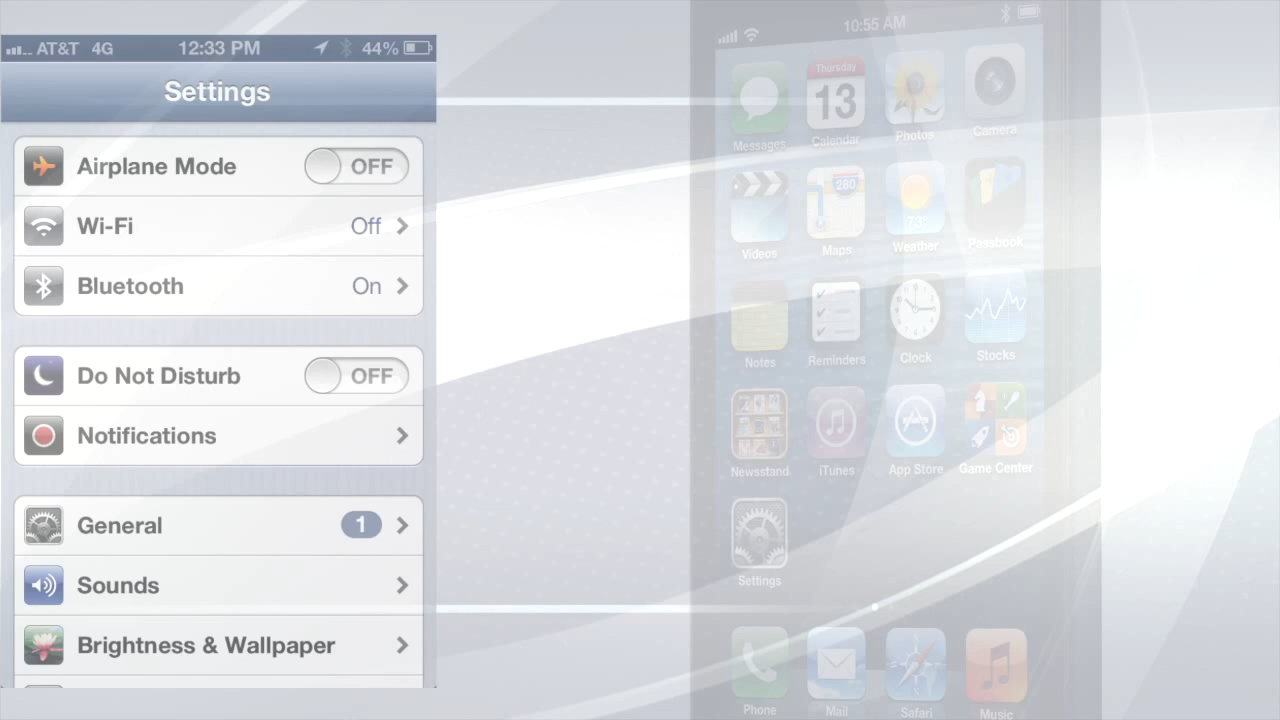 AT&T 4G 12:33 PM 44%
Settings
Airplane Mode OFF
Wi-Fi Off
Bluetooth On
Do Not Disturb OFF
Notifications
General 1
Sounds
Brightness & Wallpaper
10:55 AM
Thursday
13
280
73°
Messages Calendar Photos Camera
Videos Maps Weather Passbook
Notes Reminders Clock Stocks
Newsstand iTunes App Store Game Center
Settings
Phone Mail Safari Music